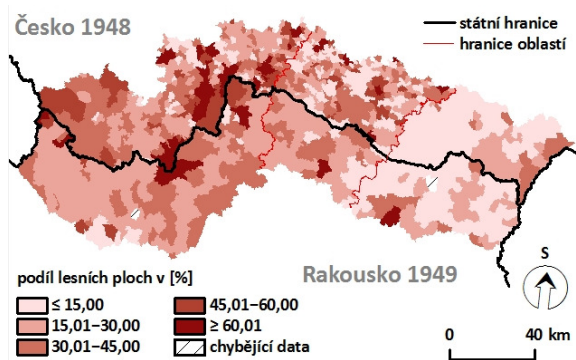 Česko 1948
státní hranice
hranice oblastí
Rakousko 1949
S
podíl lesních ploch v [%]
≤ 15,00
45,01–60,00
15,01–30,00
≥ 60,01
30,01–45,00
chybějící data
0
40 km